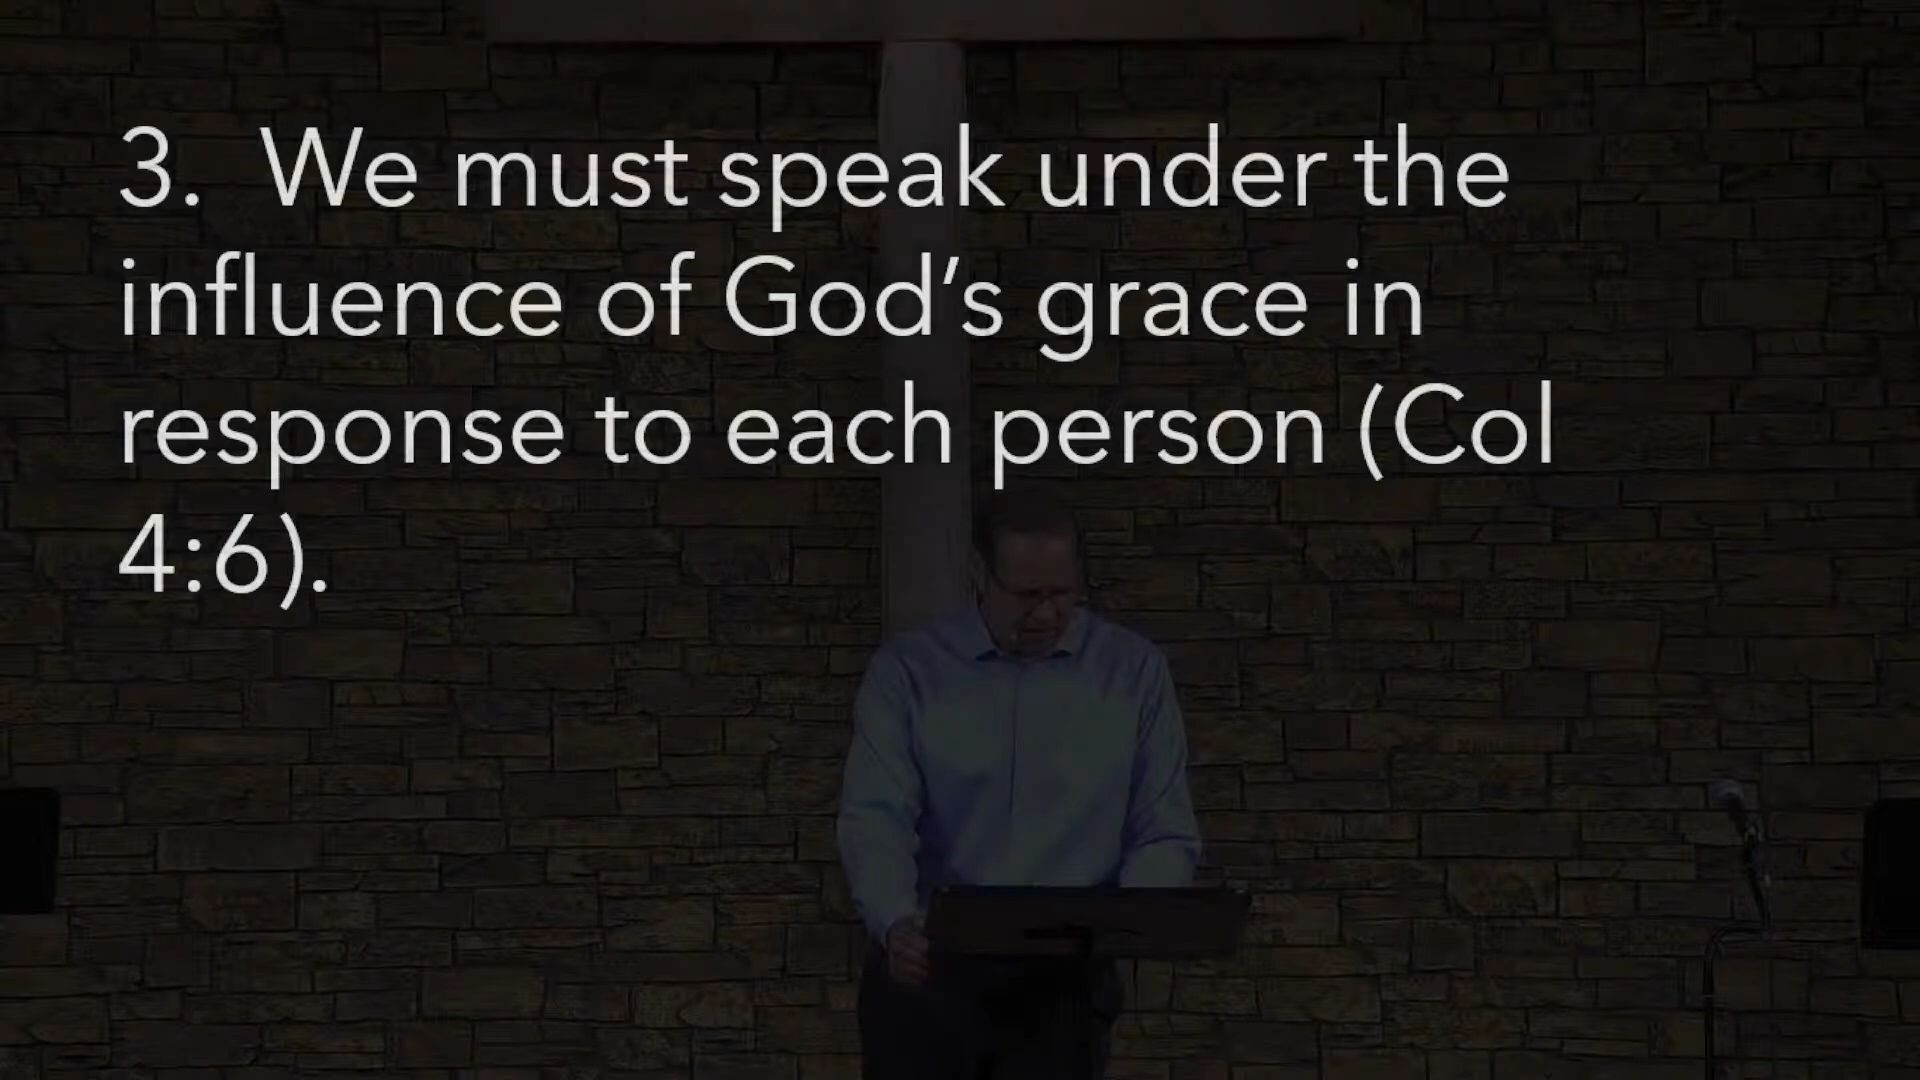 3.  We must speak under the
influence of God’s grace in
response to each person (Col
4:6).